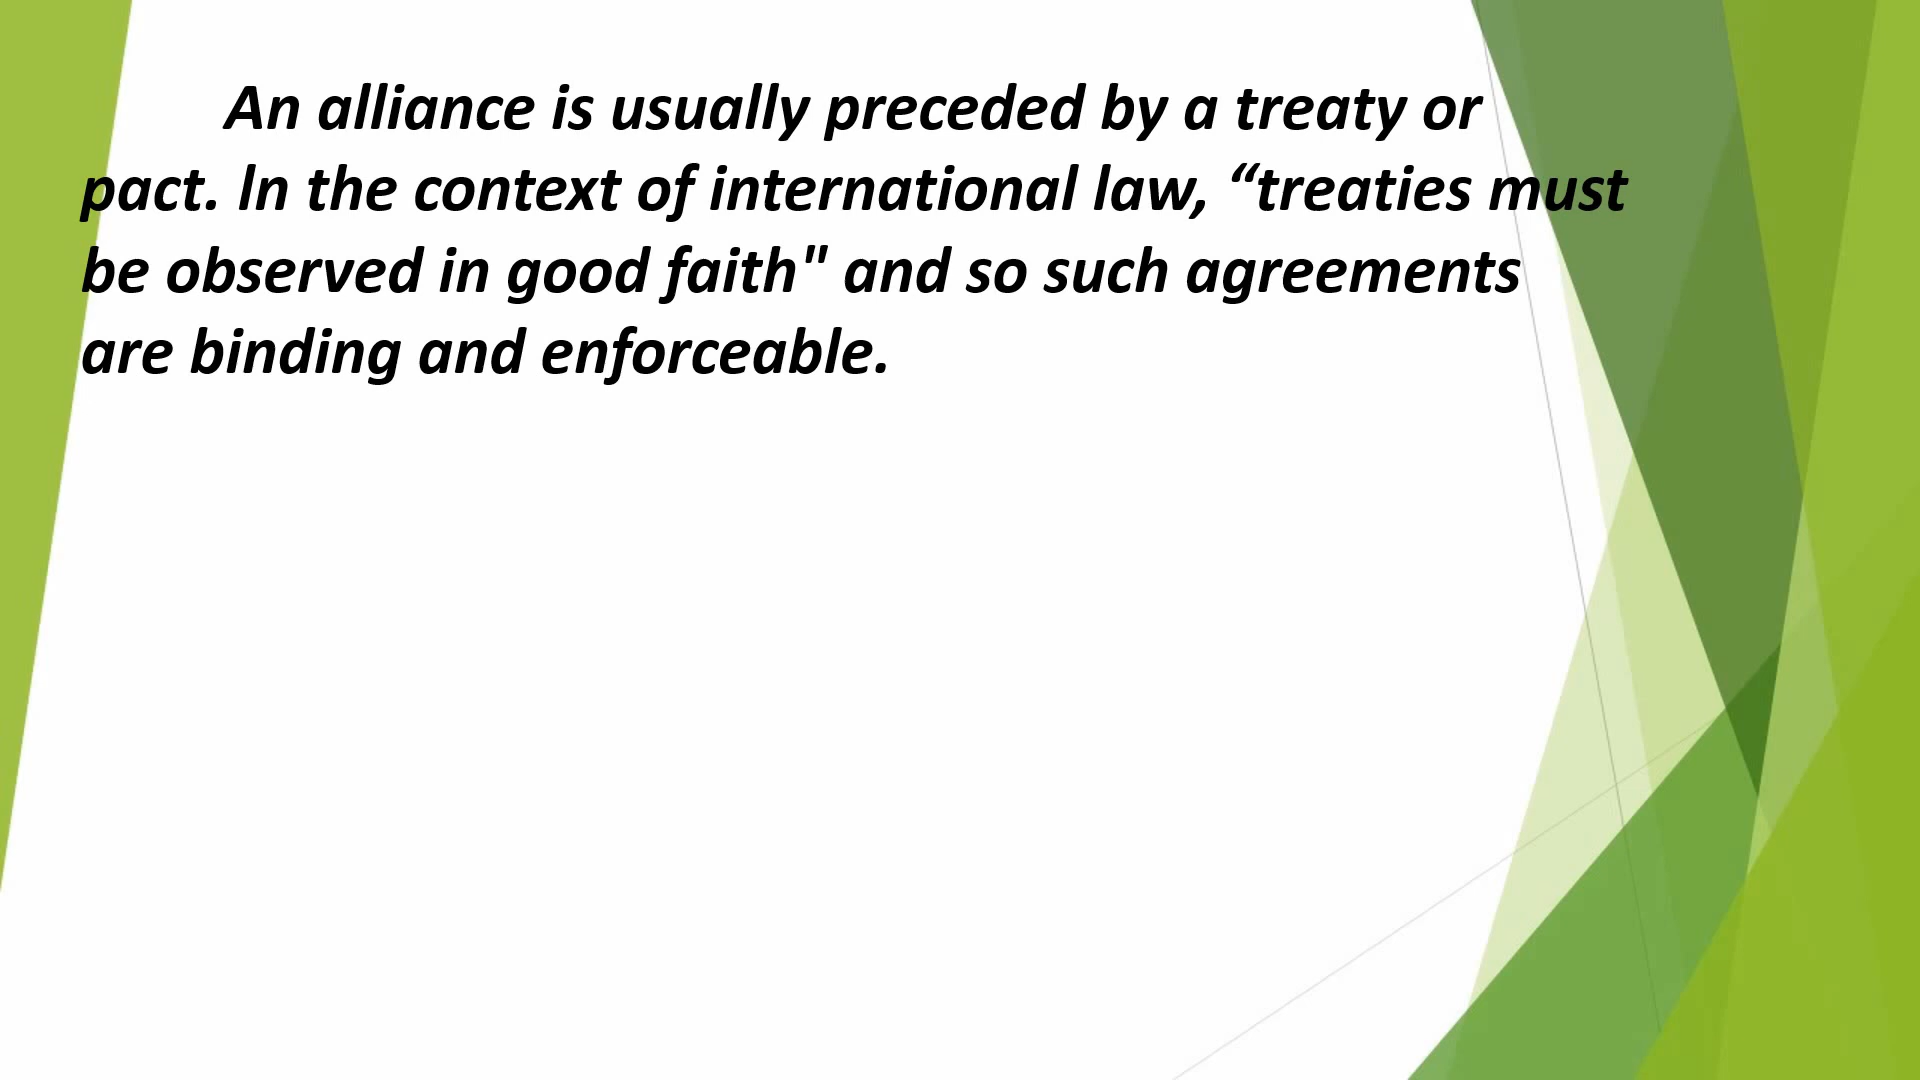 An alliance is usually preceded by a treaty or
pact. In the context of international law, “treaties must
be observed in good faith" and so such agreements
are binding and enforceable.